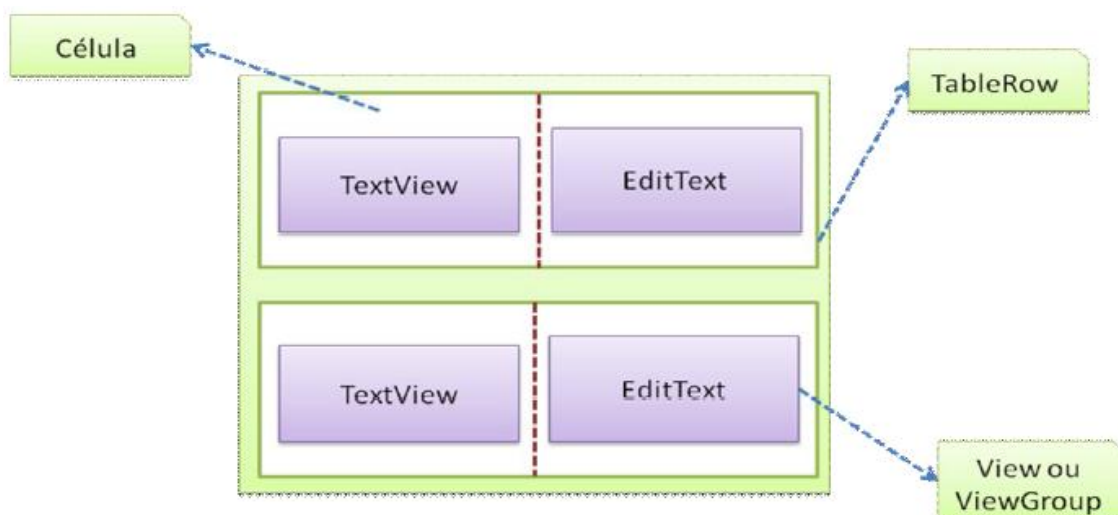 Célula
TableRow
TextView
EditText
TextView
EditText
View ou
ViewGroup